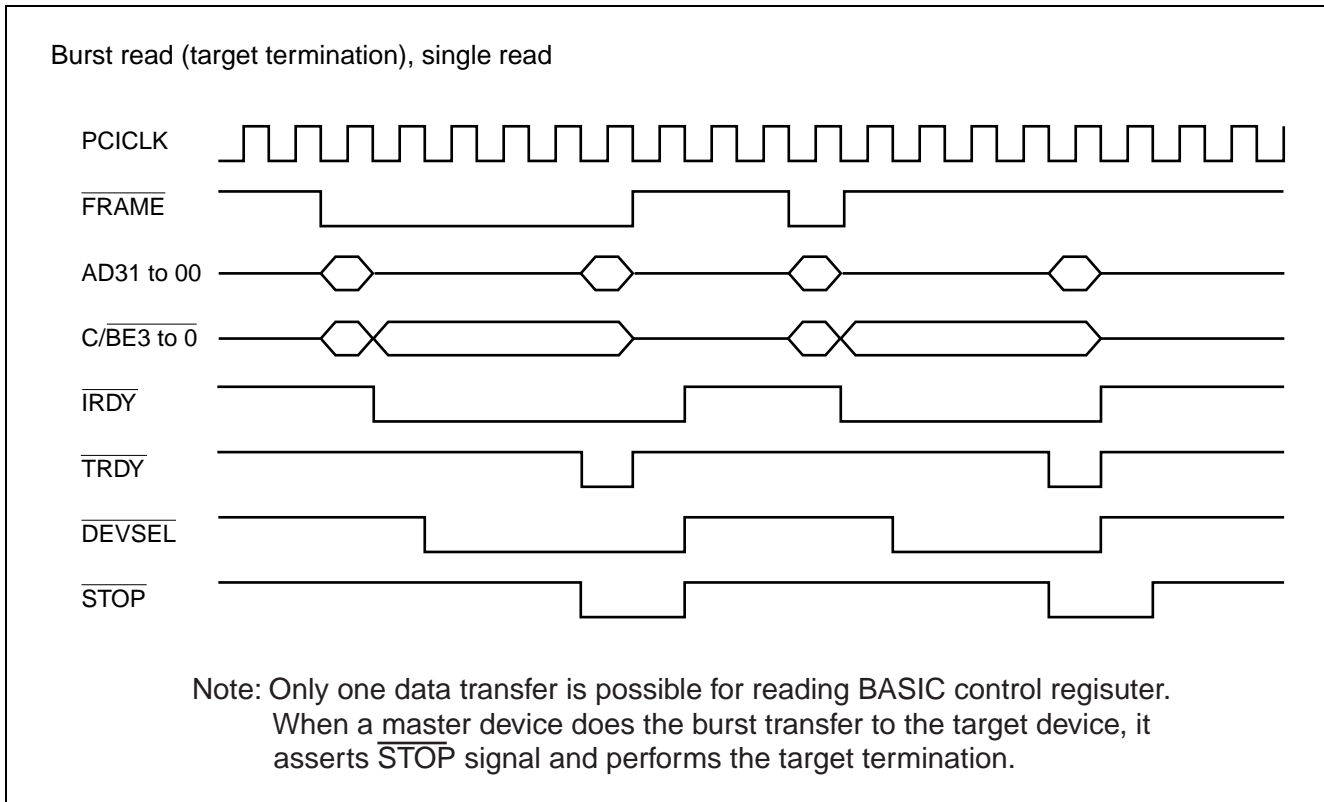 Burst read (target termination), single read
PCICLK
FRAME
AD31 to 00
C/BE3 to 0
IRDY
TRDY
DEVSEL
STOP
Note: Only one data transfer is possible for reading BASIC control regisuter.
When a master device does the burst transfer to the target device, it
asserts STOP signal and performs the target termination.